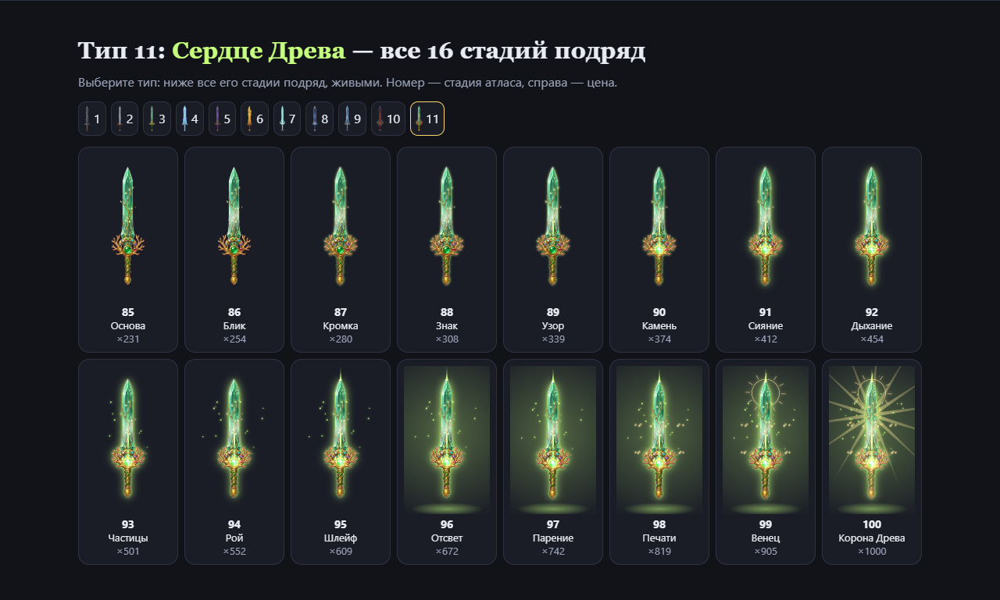 Тип 11: Сердце Древа — все 16 стадий подряд
Выберите тип: ниже все его стадии подряд, живыми. Номер — стадия атласа, справа — цена.
1 2 3 4 5 6 7 8 9 10 11
85 86 87 88 89 90 91 92
Основа Блик Кромка Знак Узор Камень Сияние Дыхание
×231 ×254 ×280 ×308 ×339 ×374 ×412 ×454
93 94 95 96 97 98 99 100
Частицы Рой Шлейф Отсвет Парение Печати Венец Корона Древа
×501 ×552 ×609 ×672 ×742 ×819 ×905 ×1000